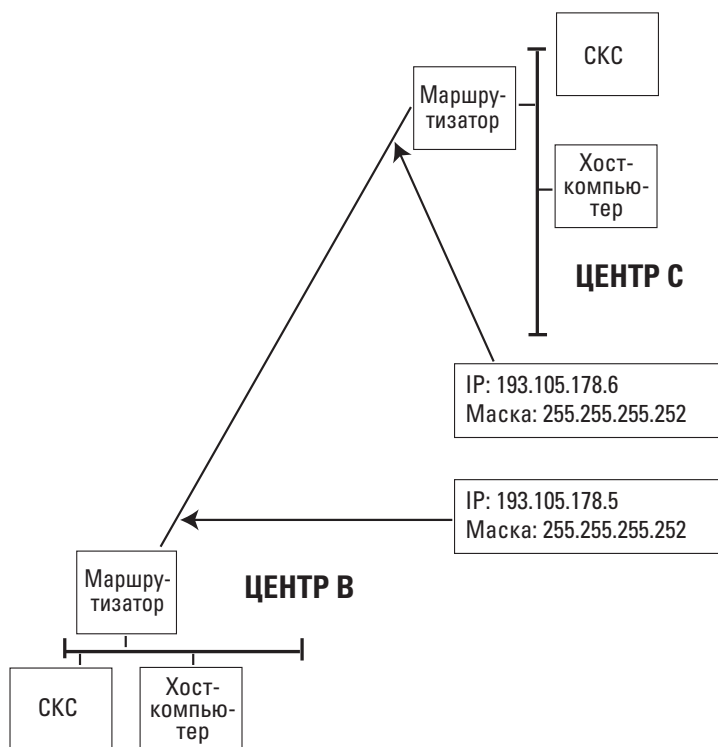 СКС
Маршру-
тизатор
Хост-
компью-
тер
ЦЕНТР C
IP: 193.105.178.6
Маска: 255.255.255.252
IP: 193.105.178.5
Маска: 255.255.255.252
Маршру-
тизатор
ЦЕНТР B
СКС
Хост-
компью-
тер